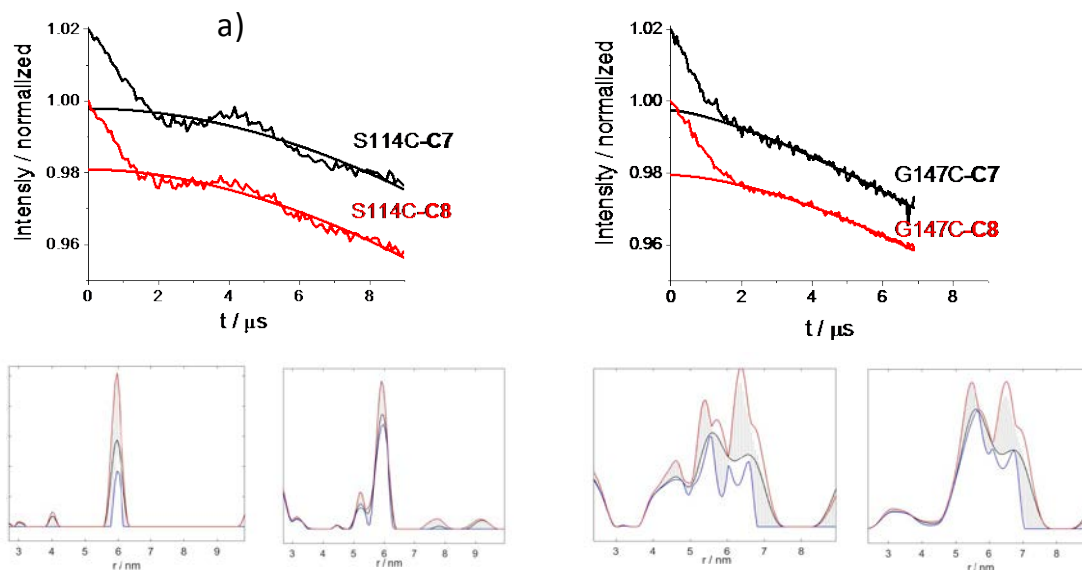 a)
Intensly / normalized
1.02
1.00
0.98
0.96
S114C-C7
S114C-C8
0 2 4 6 8
t / μs
Intensity / normalized
1.02
1.00
0.98
0.96
G147C-C7
G147C-C8
0 2 4 6 8
t / μs
3 4 5 6 7 8 9
r / nm
3 4 5 6 7 8 9
r / nm
3 4 5 6 7 8
r / nm
3 4 5 6 7 8
r / nm